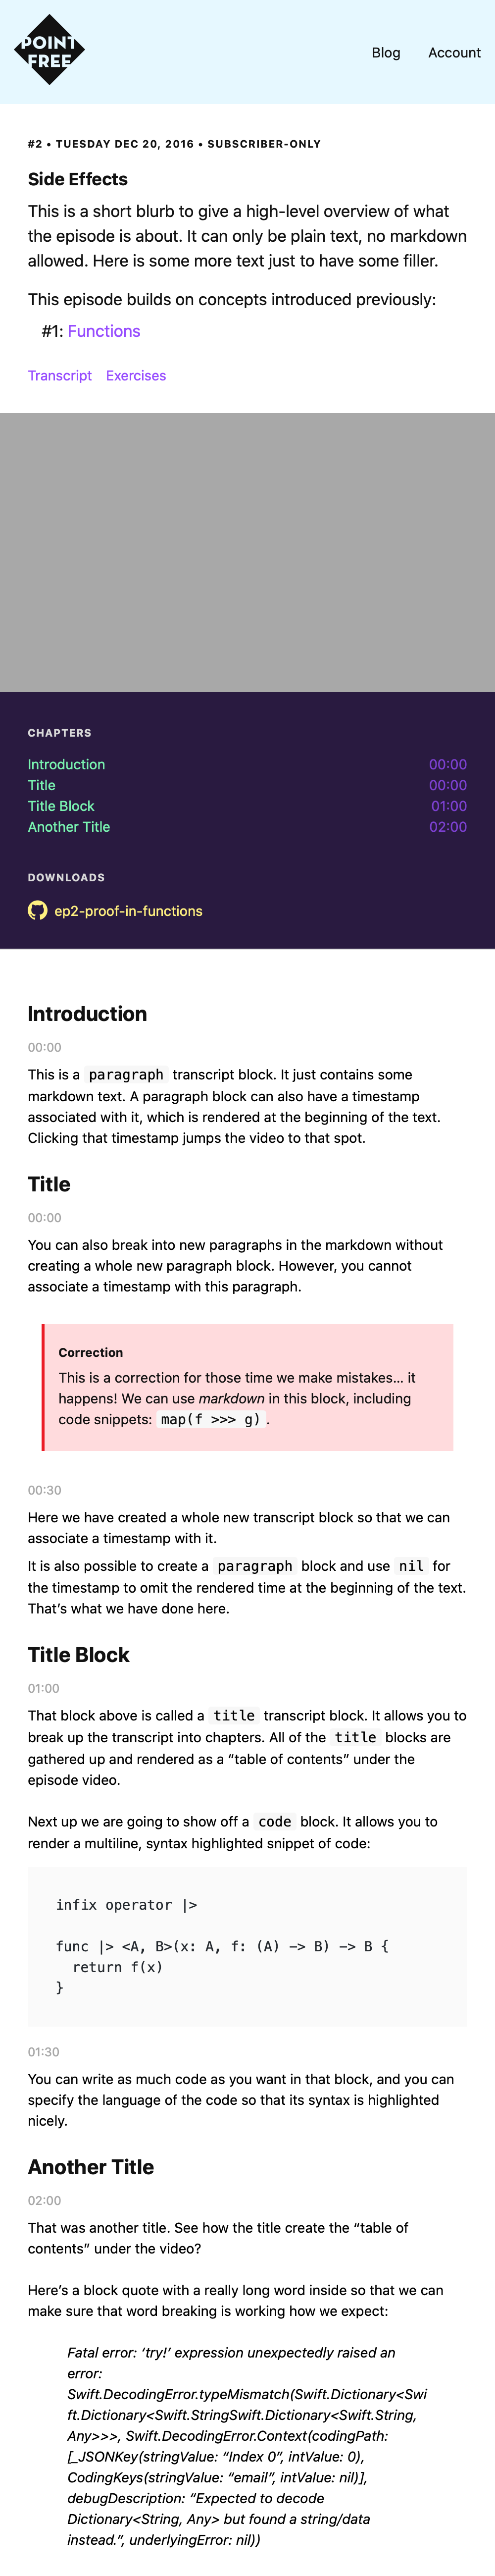 POINT
FREE
Blog
Account
#2 • TUESDAY DEC 20, 2016 • SUBSCRIBER-ONLY
Side Effects
This is a short blurb to give a high-level overview of what
the episode is about. It can only be plain text, no markdown
allowed. Here is some more text just to have some filler.
This episode builds on concepts introduced previously:
#1: Functions
Transcript Exercises
CHAPTERS
Introduction 00:00
Title 00:00
Title Block 01:00
Another Title 02:00
DOWNLOADS
ep2-proof-in-functions
Introduction
00:00
This is a paragraph transcript block. It just contains some
markdown text. A paragraph block can also have a timestamp
associated with it, which is rendered at the beginning of the text.
Clicking that timestamp jumps the video to that spot.
Title
00:00
You can also break into new paragraphs in the markdown without
creating a whole new paragraph block. However, you cannot
associate a timestamp with this paragraph.
Correction
This is a correction for those time we make mistakes… it
happens! We can use markdown in this block, including
code snippets: map(f >>> g).
00:30
Here we have created a whole new transcript block so that we can
associate a timestamp with it.
It is also possible to create a paragraph block and use nil for
the timestamp to omit the rendered time at the beginning of the text.
That’s what we have done here.
Title Block
01:00
That block above is called a title transcript block. It allows you to
break up the transcript into chapters. All of the title blocks are
gathered up and rendered as a “table of contents” under the
episode video.
Next up we are going to show off a code block. It allows you to
render a multiline, syntax highlighted snippet of code:
infix operator |>
func |> <A, B>(x: A, f: (A) -> B) -> B {
  return f(x)
}
01:30
You can write as much code as you want in that block, and you can
specify the language of the code so that its syntax is highlighted
nicely.
Another Title
02:00
That was another title. See how the title create the “table of
contents” under the video?
Here’s a block quote with a really long word inside so that we can
make sure that word breaking is working how we expect:
Fatal error: ‘try!’ expression unexpectedly raised an
error:
Swift.DecodingError.typeMismatch(Swift.Dictionary<Swi
ft.Dictionary<Swift.StringSwift.Dictionary<Swift.String,
Any>>>, Swift.DecodingError.Context(codingPath:
[_JSONKey(stringValue: “Index 0”, intValue: 0),
CodingKeys(stringValue: “email”, intValue: nil)],
debugDescription: “Expected to decode
Dictionary<String, Any> but found a string/data
instead.”, underlyingError: nil))